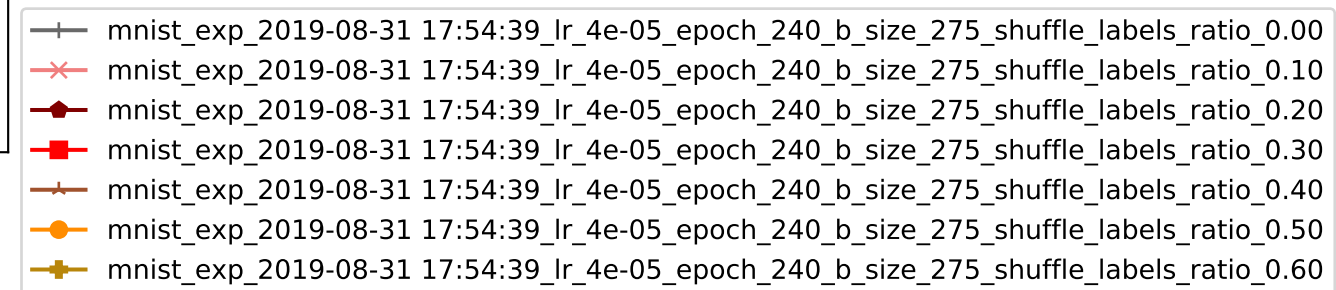 mnist_exp_2019-08-31 17:54:39_lr_4e-05_epoch_240_b_size_275_shuffle_labels_ratio_0.00
mnist_exp_2019-08-31 17:54:39_lr_4e-05_epoch_240_b_size_275_shuffle_labels_ratio_0.10
mnist_exp_2019-08-31 17:54:39_lr_4e-05_epoch_240_b_size_275_shuffle_labels_ratio_0.20
mnist_exp_2019-08-31 17:54:39_lr_4e-05_epoch_240_b_size_275_shuffle_labels_ratio_0.30
mnist_exp_2019-08-31 17:54:39_lr_4e-05_epoch_240_b_size_275_shuffle_labels_ratio_0.40
mnist_exp_2019-08-31 17:54:39_lr_4e-05_epoch_240_b_size_275_shuffle_labels_ratio_0.50
mnist_exp_2019-08-31 17:54:39_lr_4e-05_epoch_240_b_size_275_shuffle_labels_ratio_0.60